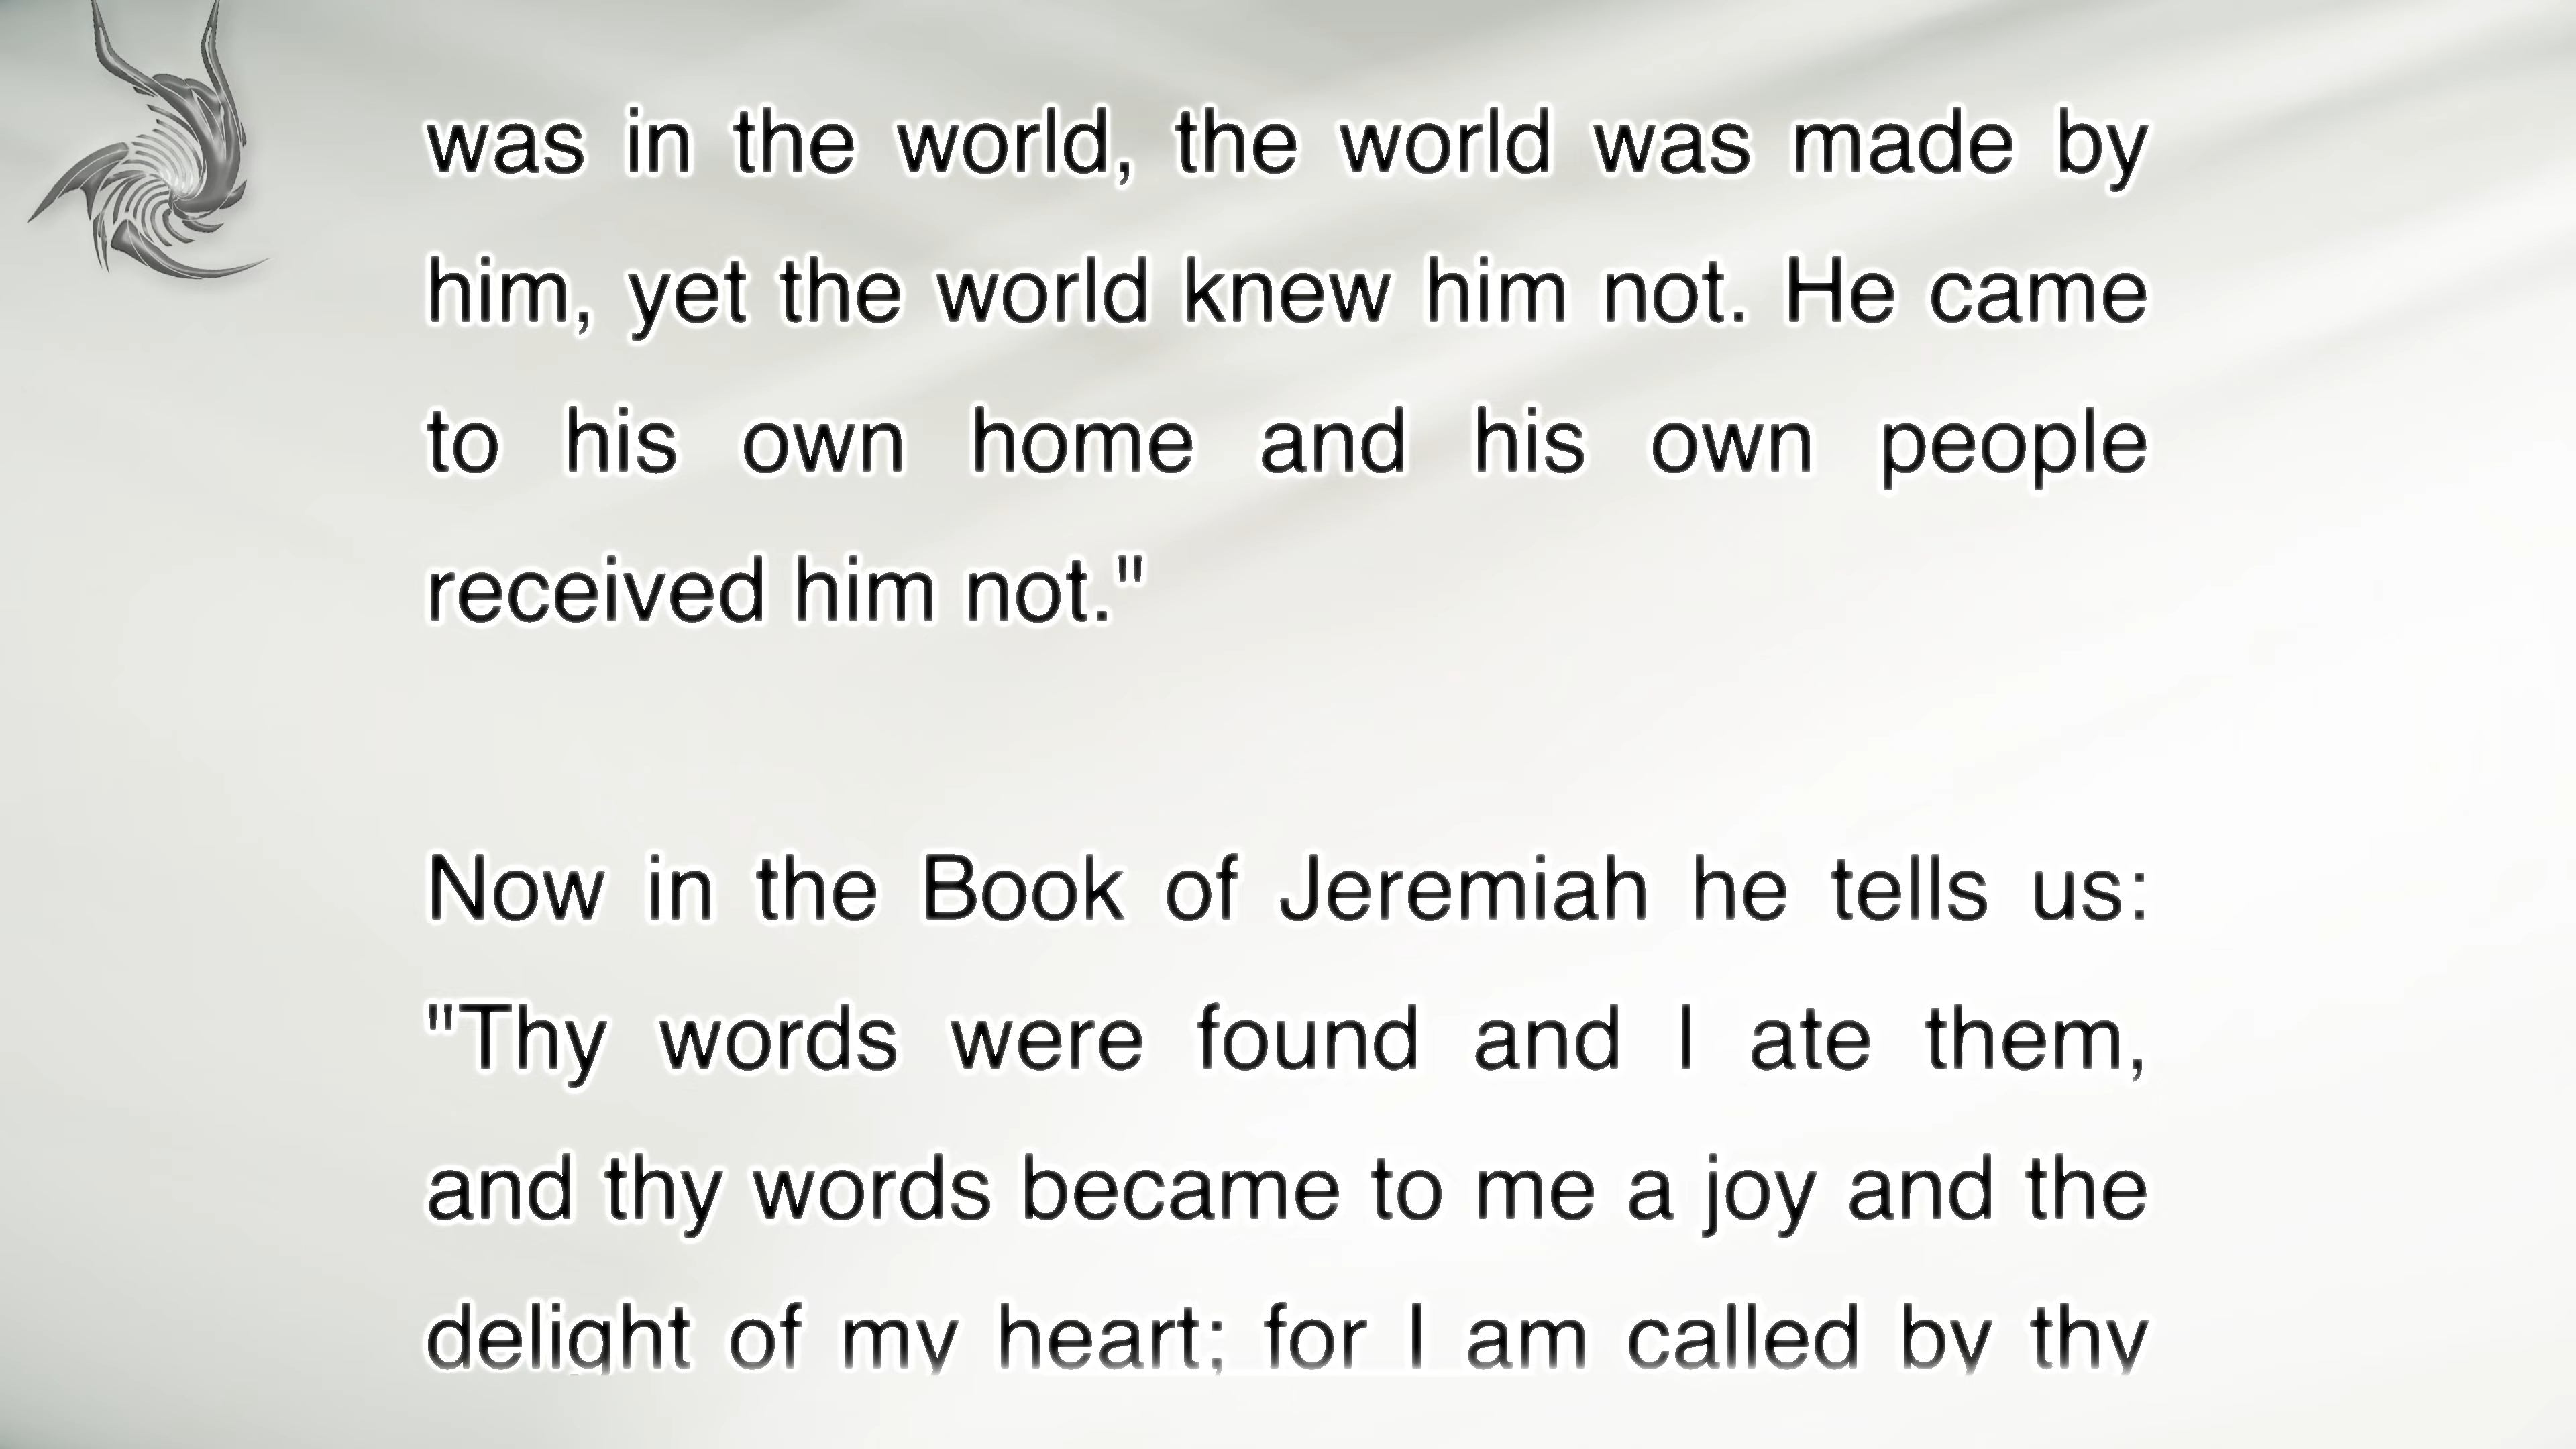 was in the world, the world was made by
him, yet the world knew him not. He came
to his own home and his own people
received him not."
Now in the Book of Jeremiah he tells us:
"Thy words were found and I ate them,
and thy words became to me a joy and the
delight of my heart; for I am called by thy